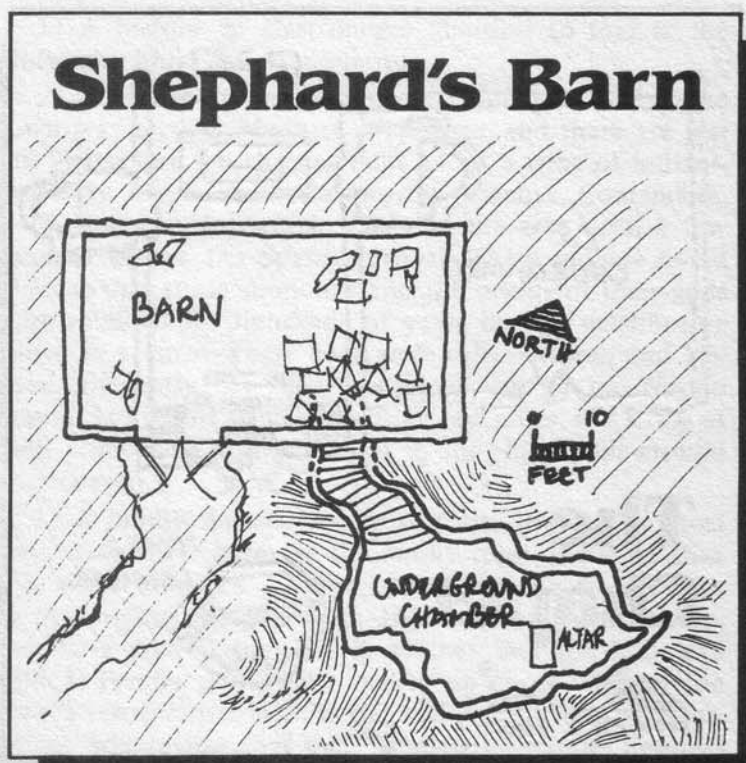 Shephard's Barn
BARN
NORTH.
0 10
FEET
UNDERGROUND
CHAMBER
ALTAR